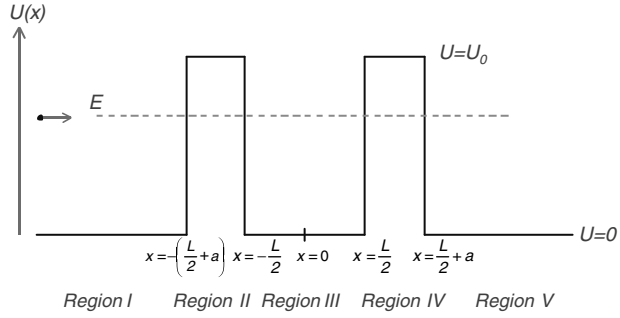 U(x)
U=U₀
E
U=0
x=-(L/2+a) x=-L/2 x=0 x=L/2 x=L/2+a
Region I Region II Region III Region IV Region V